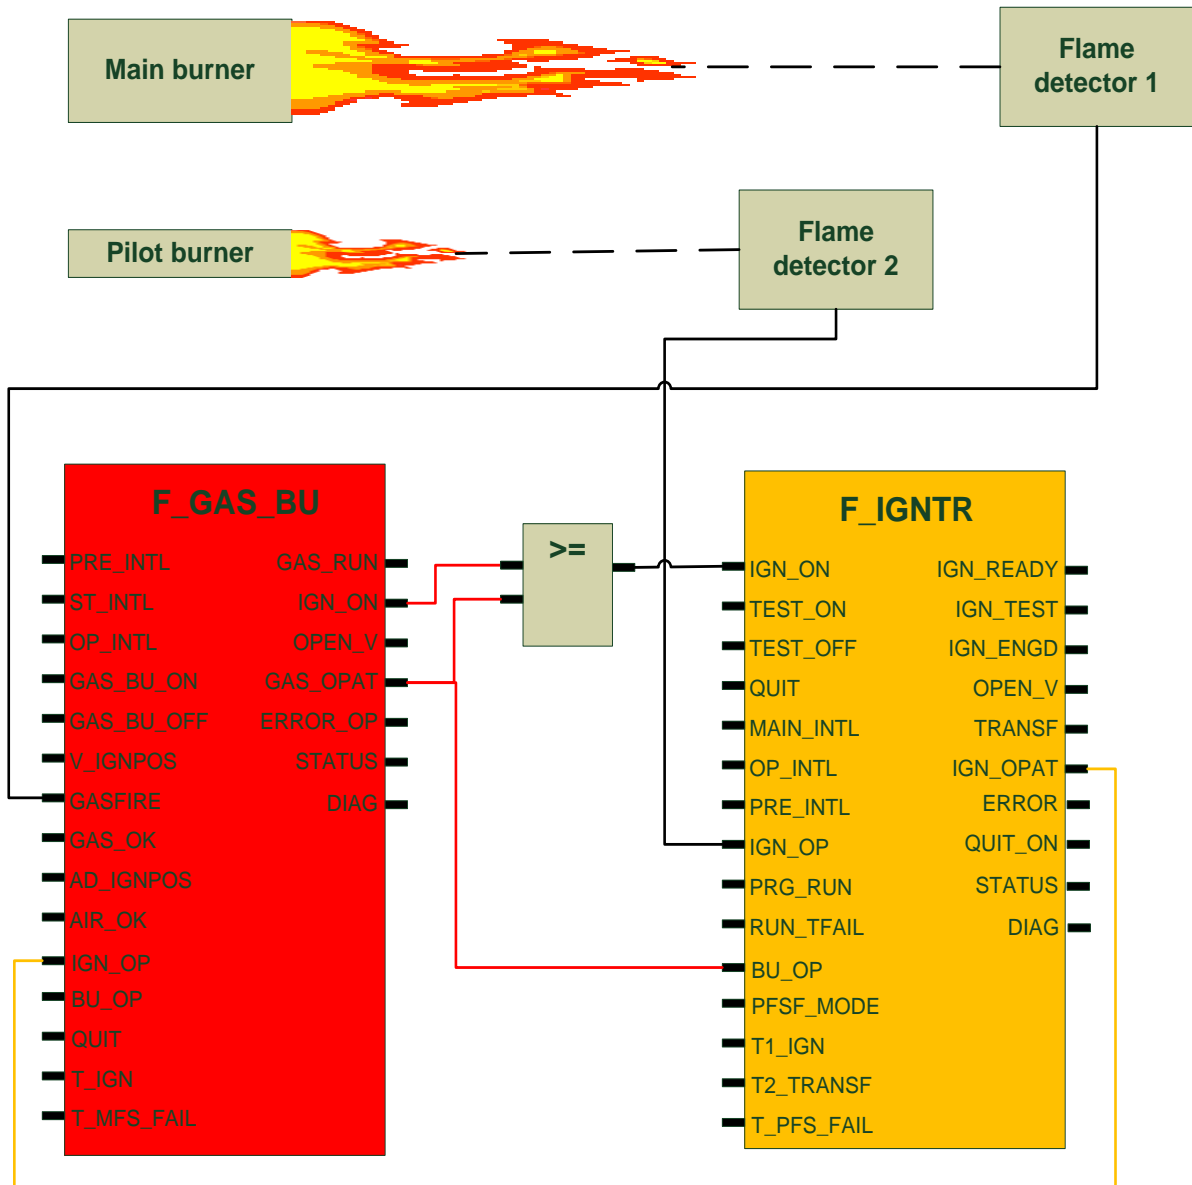 Main burner
Flame
detector 1
Pilot burner
Flame
detector 2
F_GAS_BU
PRE_INTL
ST_INTL
OP_INTL
GAS_BU_ON
GAS_BU_OFF
V_IGNPOS
GASFIRE
GAS_OK
AD_IGNPOS
AIR_OK
IGN_OP
BU_OP
QUIT
T_IGN
T_MFS_FAIL
GAS_RUN
IGN_ON
OPEN_V
GAS_OPAT
ERROR_OP
STATUS
DIAG
>=
F_IGNTR
IGN_ON
TEST_ON
TEST_OFF
QUIT
MAIN_INTL
OP_INTL
PRE_INTL
IGN_OP
PRG_RUN
RUN_TFAIL
BU_OP
PFSF_MODE
T1_IGN
T2_TRANSF
T_PFS_FAIL
IGN_READY
IGN_TEST
IGN_ENGD
OPEN_V
TRANSF
IGN_OPAT
ERROR
QUIT_ON
STATUS
DIAG